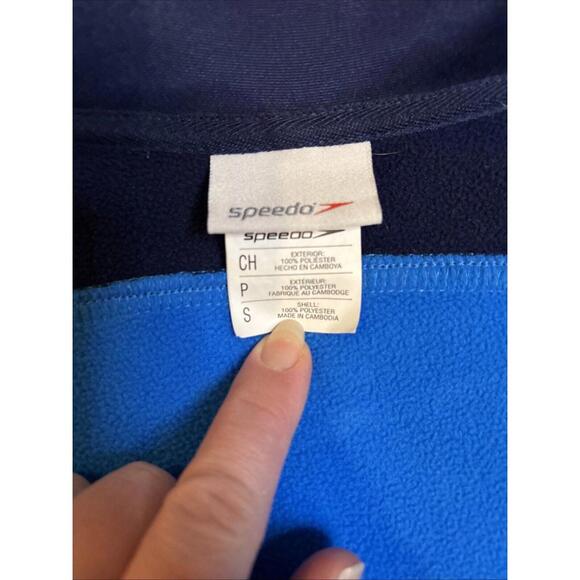 speedo
speedo
CH
EXTERIOR:
100% POLIÉSTER
HECHO EN CAMBOYA
P
EXTÉRIEUR:
100% POLYESTER
FABRIQUÉ AU CAMBODGE
S
SHELL:
100% POLYESTER
MADE IN CAMBODIA